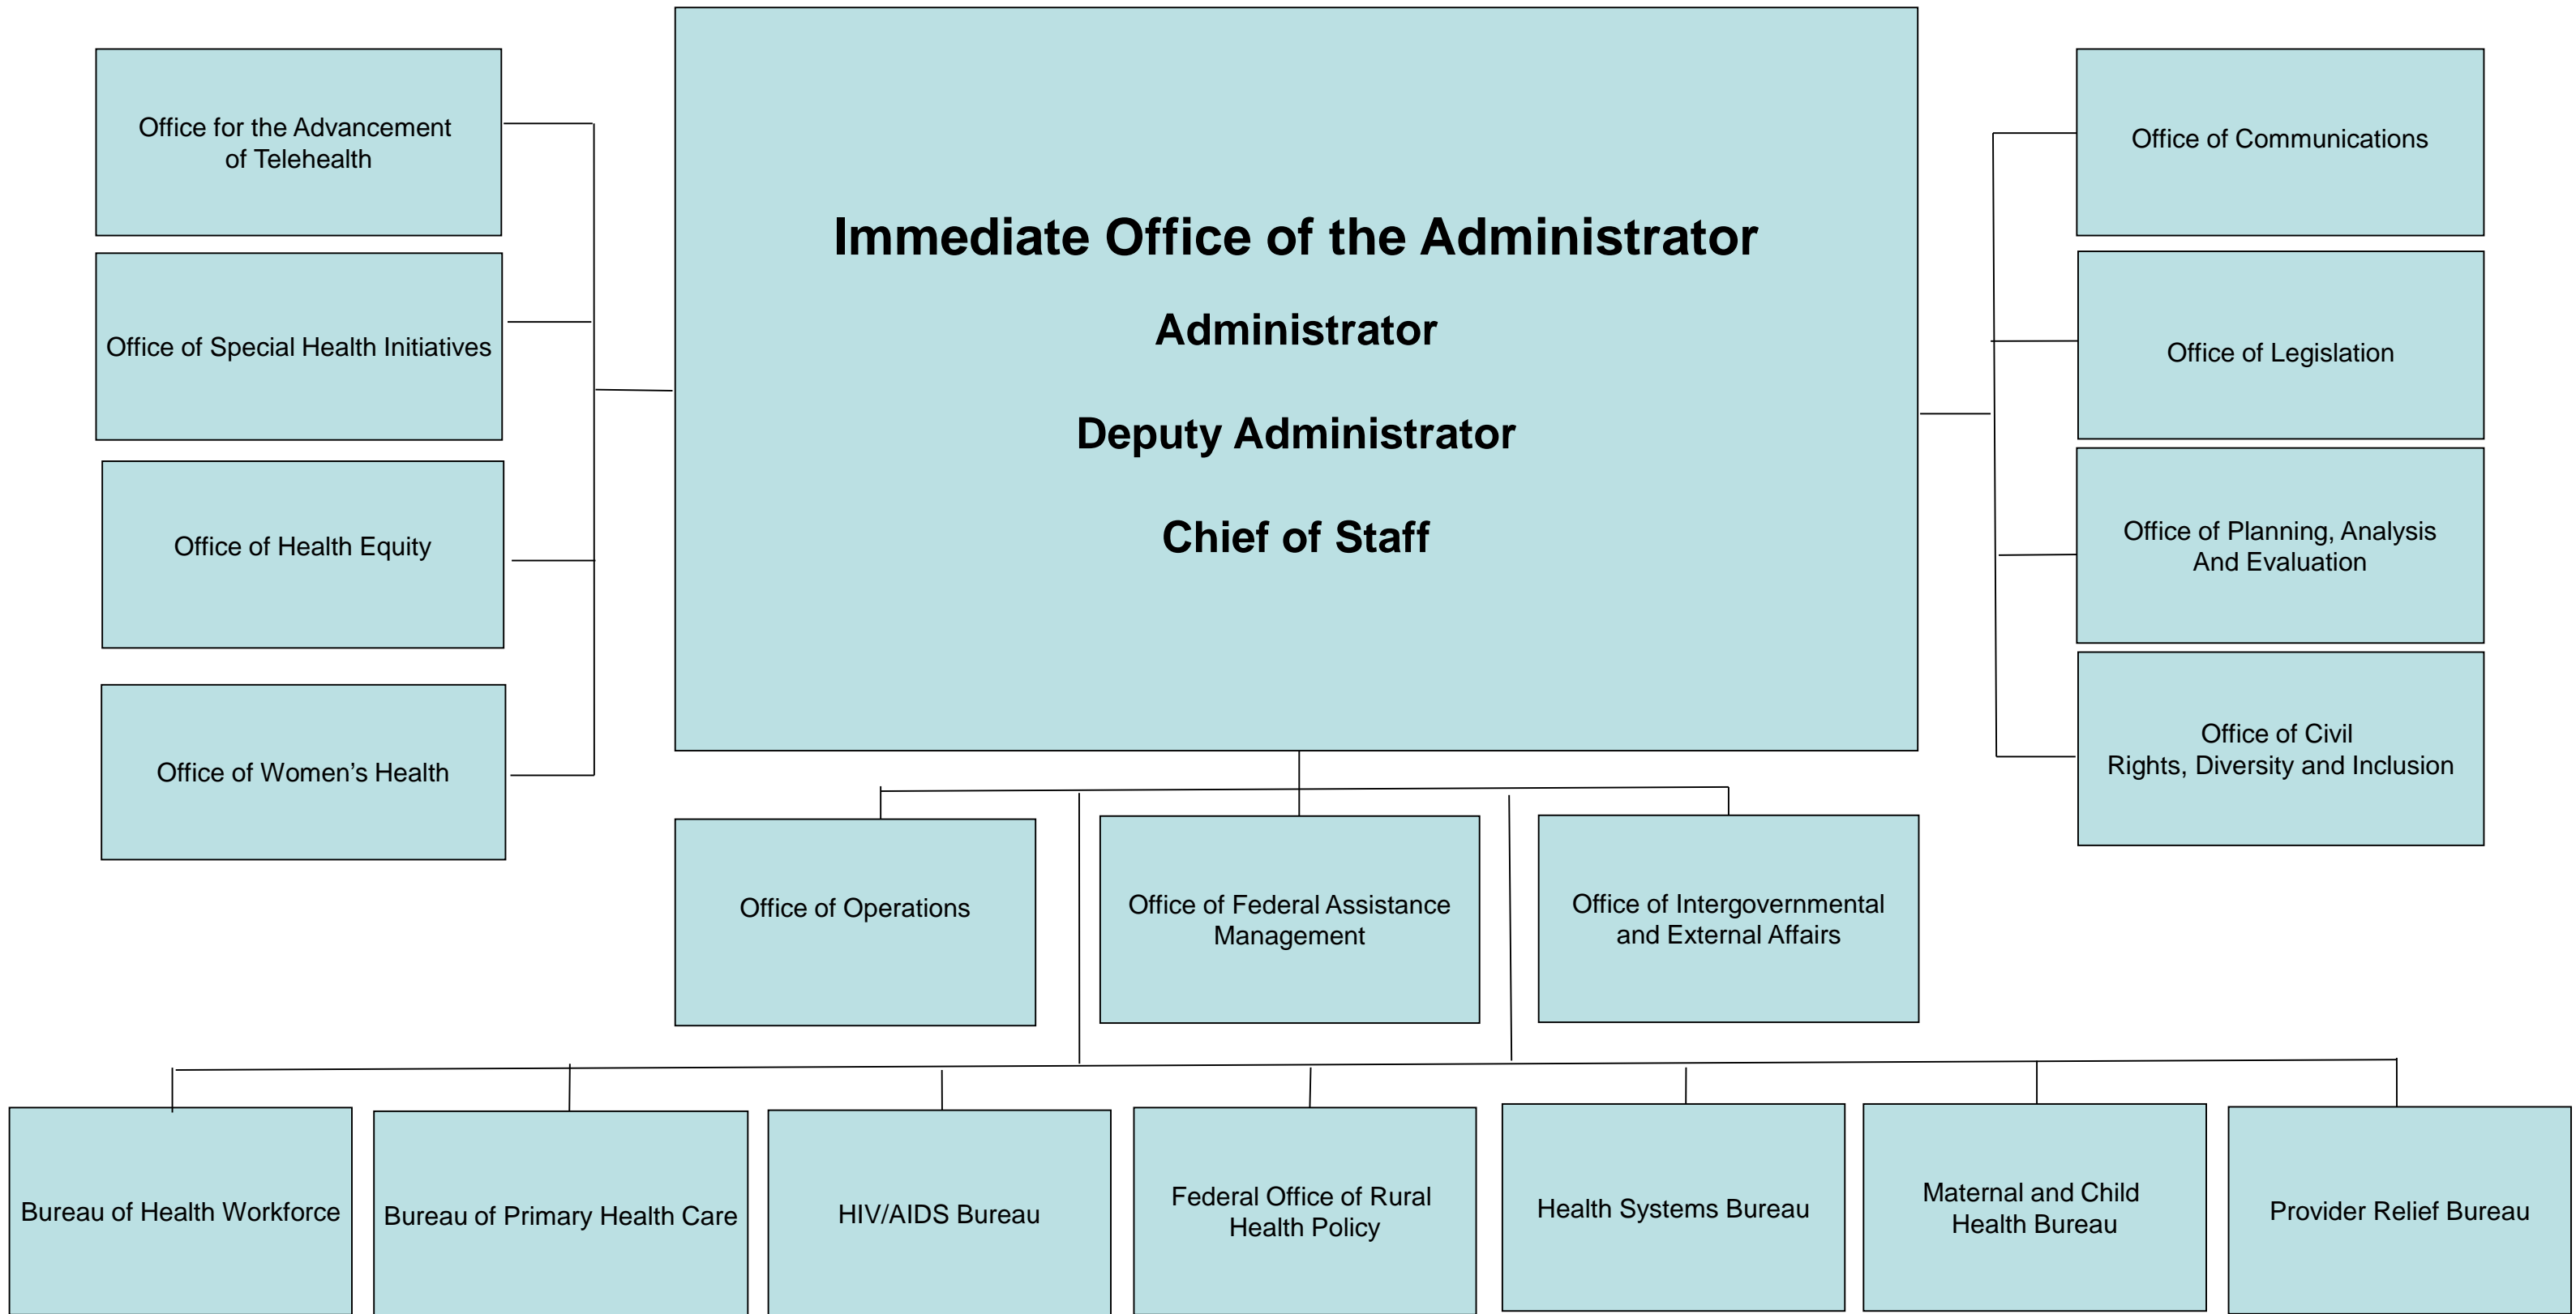 Office for the Advancement
of Telehealth
Office of Special Health Initiatives
Office of Health Equity
Office of Women’s Health
Immediate Office of the Administrator
Administrator
Deputy Administrator
Chief of Staff
Office of Communications
Office of Legislation
Office of Planning, Analysis
And Evaluation
Office of Civil
Rights, Diversity and Inclusion
Office of Operations
Office of Federal Assistance
Management
Office of Intergovernmental
and External Affairs
Bureau of Health Workforce
Bureau of Primary Health Care
HIV/AIDS Bureau
Federal Office of Rural
Health Policy
Health Systems Bureau
Maternal and Child
Health Bureau
Provider Relief Bureau